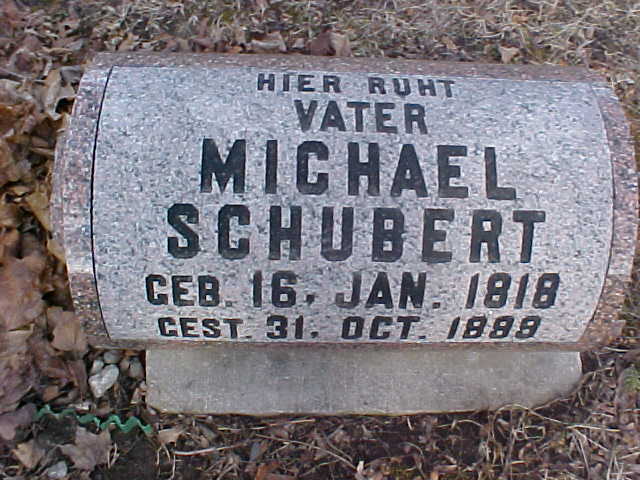 HIER RUHT
VATER
MICHAEL
SCHUBERT
GEB. 16. JAN. 1818
GEST. 31. OCT. 1899